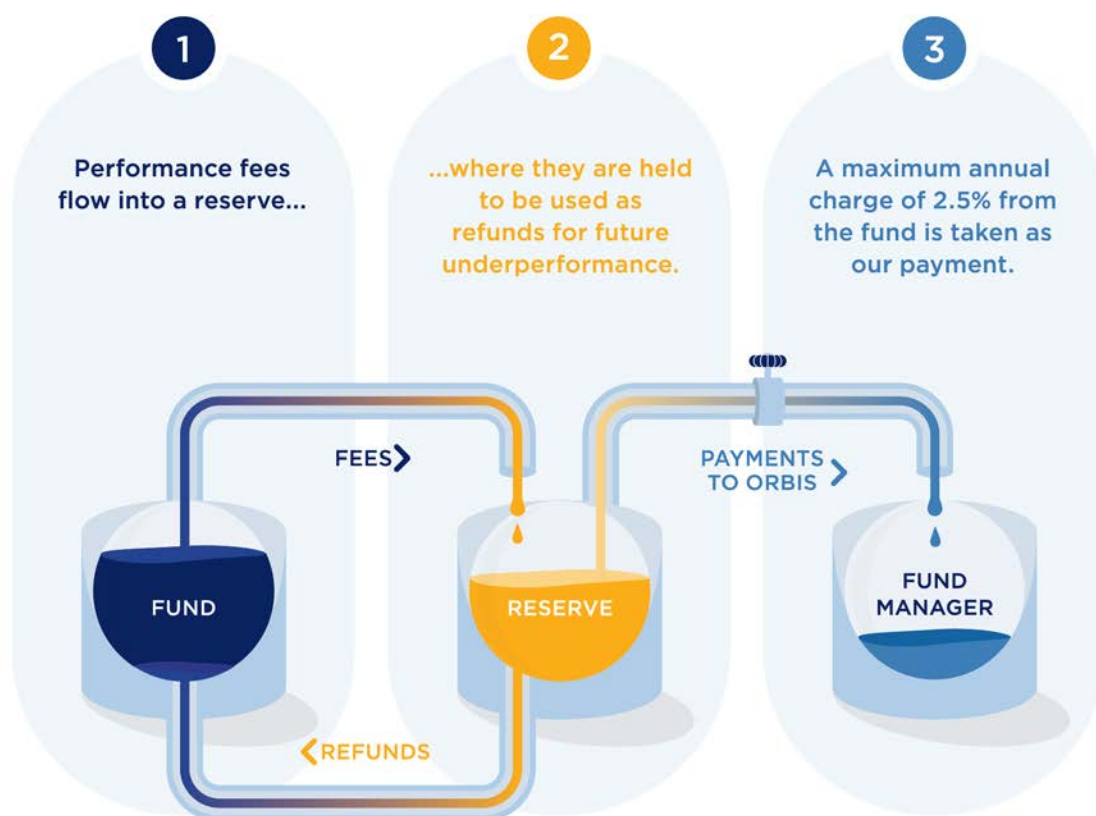 1
Performance fees
flow into a reserve...
2
...where they are held
to be used as
refunds for future
underperformance.
3
A maximum annual
charge of 2.5% from
the fund is taken as
our payment.
FEES
PAYMENTS
TO ORBIS
FUND
RESERVE
FUND
MANAGER
REFUNDS